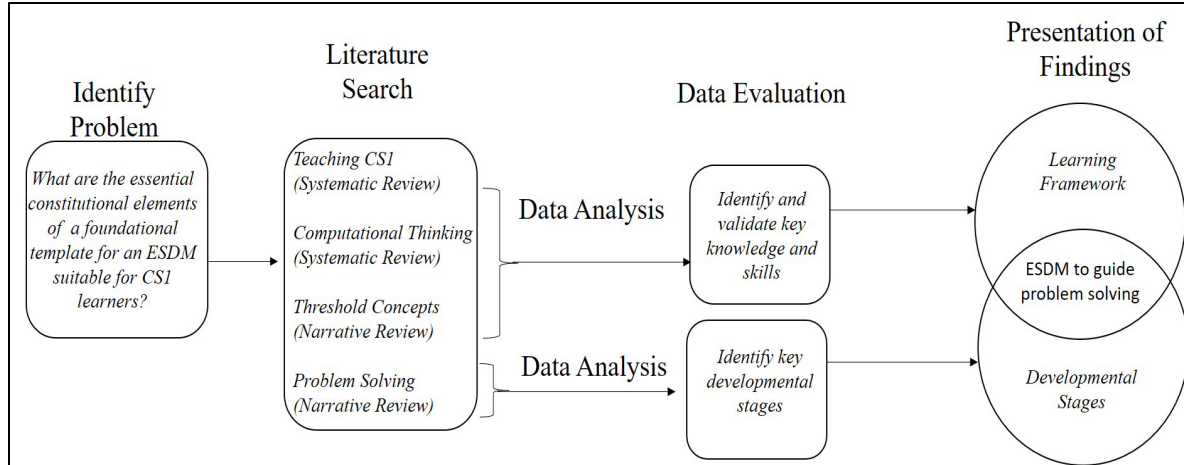 Identify
Problem
What are the
essential
constitutional
elements
of a foundational
template for an ESDM
suitable for CS1
learners?
Literature
Search
Teaching CS1
(Systematic Review)
Computational Thinking
(Systematic Review)
Threshold Concepts
(Narrative Review)
Problem Solving
(Narrative Review)
Data Analysis
Data Analysis
Data Evaluation
Identify and
validate key
knowledge and
skills
Identify key
developmental
stages
Presentation of
Findings
Learning
Framework
ESDM to guide
problem solving
Developmental
Stages